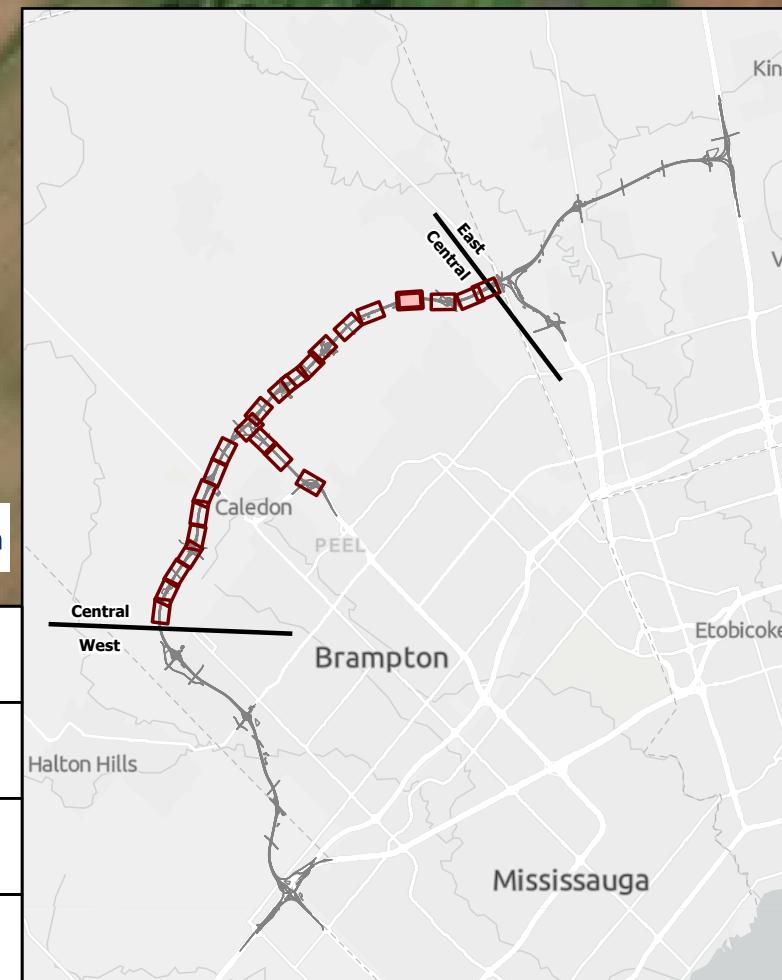 Kin
East
Central
V
Caledon
PEEL
Central
West
Etobicoke
Brampton
Halton Hills
Mississauga